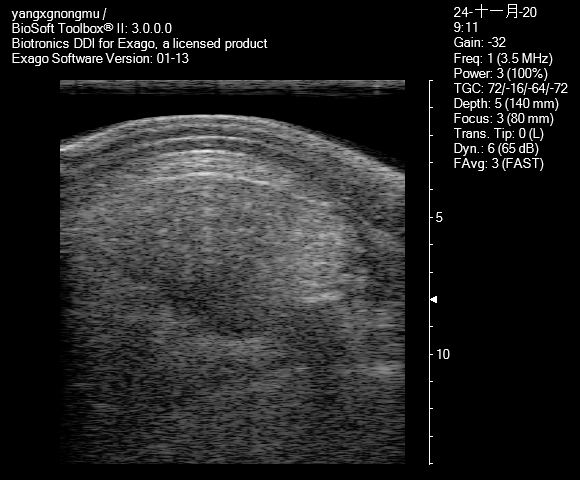 yangxgnongmu /
BioSoft Toolbox® II: 3.0.0.0
Biotronics DDI for Exago, a licensed product
Exago Software Version: 01-13
24-十一月-20
9:11
Gain: -32
Freq: 1 (3.5 MHz)
Power: 3 (100%)
TGC: 72/-16/-64/-72
Depth: 5 (140 mm)
Focus: 3 (80 mm)
Trans. Tip: 0 (L)
Dyn.: 6 (65 dB)
FAvg: 3 (FAST)
5
10